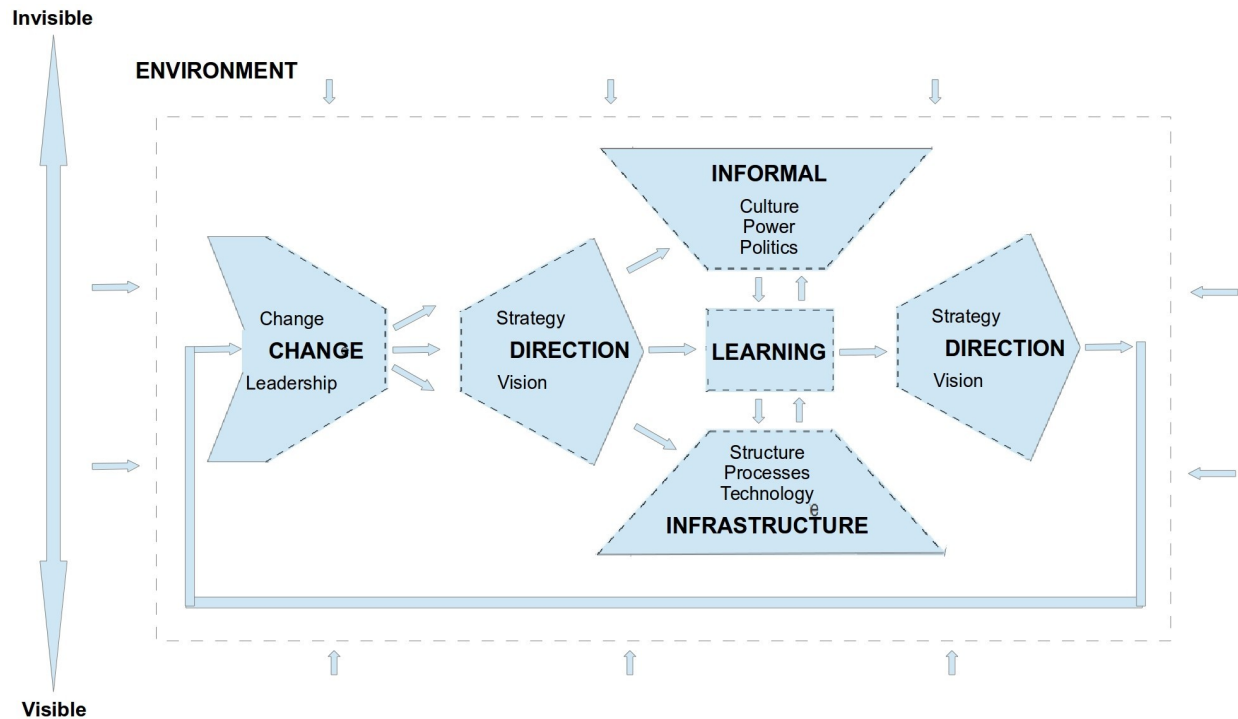 Invisible
ENVIRONMENT
INFORMAL
Culture
Power
Politics
Change
CHANGE
Leadership
Strategy
DIRECTION
Vision
LEARNING
Strategy
DIRECTION
Vision
Structure
Processes
Technology
e
INFRASTRUCTURE
Visible